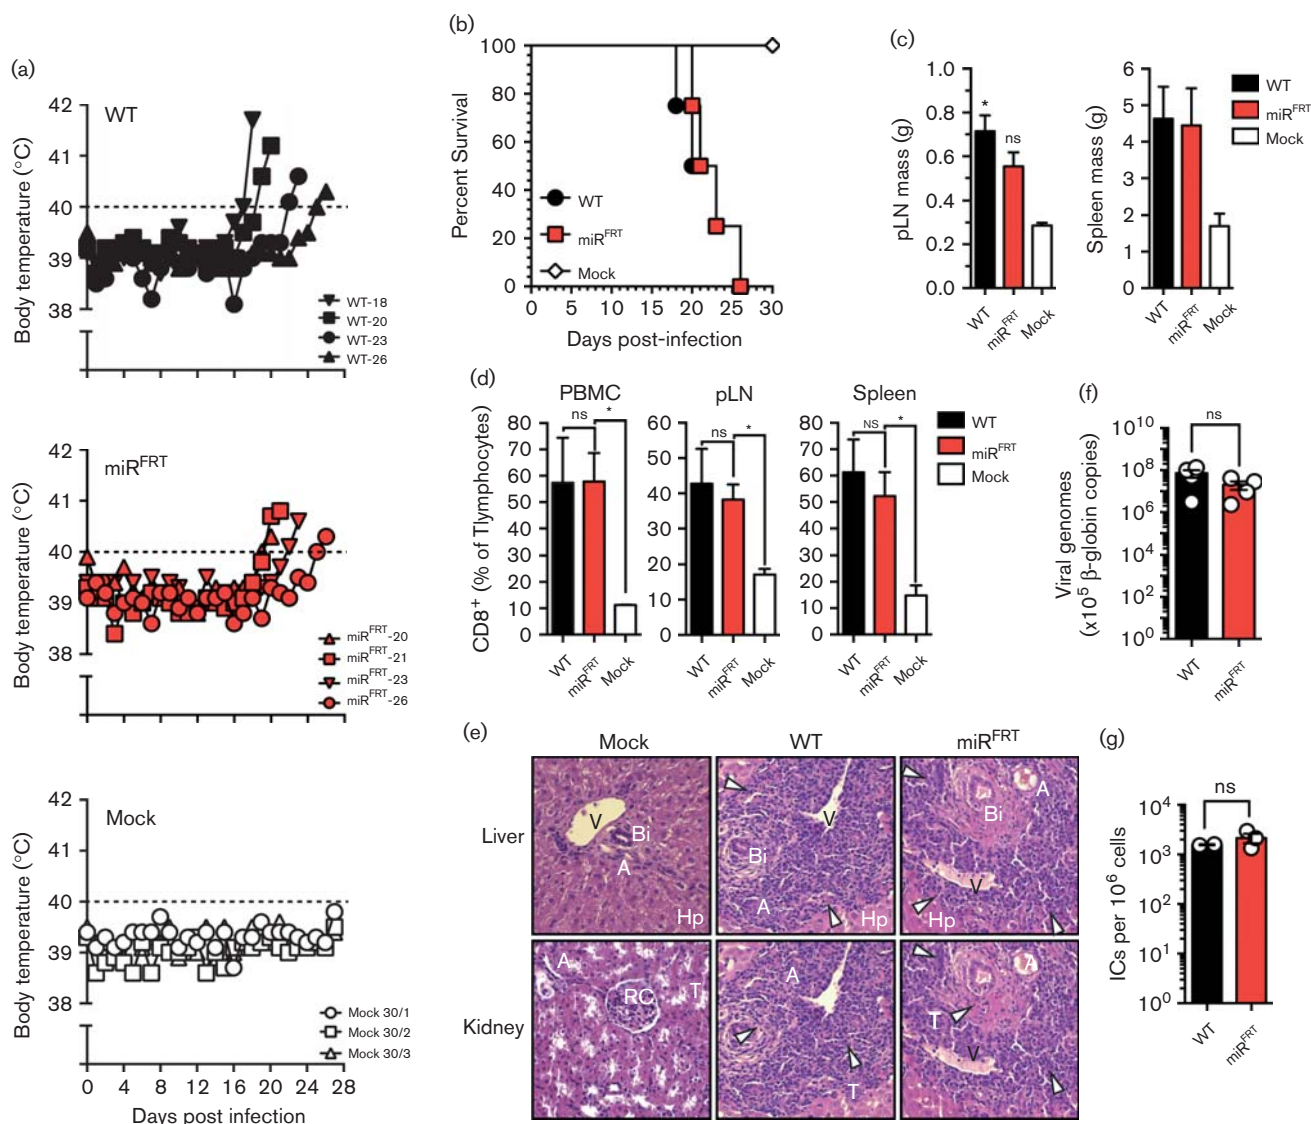 (a)
WT
42
41
40
39
38
Body temperature (°C)
WT-18
WT-20
WT-23
WT-26
miR^FRT
42
41
40
39
38
Body temperature (°C)
miR^FRT-20
miR^FRT-21
miR^FRT-23
miR^FRT-26
Mock
42
41
40
39
38
Body temperature (°C)
Mock 30/1
Mock 30/2
Mock 30/3
0 4 8 12 16 20 24 28
Days post infection
(b)
100
80
60
40
20
0
Percent Survival
WT
miR^FRT
Mock
0 5 10 15 20 25 30
Days post-infection
(c)
1.0
0.8
0.6
0.4
0.2
0.0
pLN mass (g)
* ns
WT miR^FRT Mock
6
5
4
3
2
1
0
Spleen mass (g)
WT miR^FRT Mock
WT
miR^FRT
Mock
(d)
PBMC
80
70
60
50
40
30
20
10
0
CD8+ (% of Tlymphocytes)
ns *
WT miR^FRT Mock
pLN
60
50
40
30
20
10
0
ns *
WT miR^FRT Mock
Spleen
80
70
60
50
40
30
20
10
0
NS *
WT miR^FRT Mock
WT
miR^FRT
Mock
(e)
Mock WT miR^FRT
Liver
V Bi A Hp
V Bi A Hp
A Bi V Hp
Kidney
A RC T
A T
A T V
(f)
10^10
10^8
10^6
10^4
10^2
10^0
Viral genomes
(x10^5 β-globin copies)
ns
WT miR^FRT
(g)
10^4
10^3
10^2
10^1
10^0
ICs per 10^6 cells
ns
WT miR^FRT